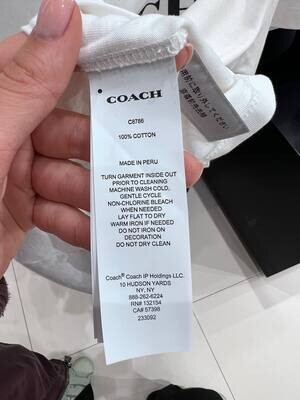 COACH
C8786
100% COTTON
MADE IN PERU
TURN GARMENT INSIDE OUT
PRIOR TO CLEANING
MACHINE WASH COLD,
GENTLE CYCLE
NON-CHLORINE BLEACH
WHEN NEEDED
LAY FLAT TO DRY
WARM IRON IF NEEDED
DO NOT IRON ON
DECORATION
DO NOT DRY CLEAN
Coach® Coach IP Holdings LLC.
10 HUDSON YARDS
NY, NY
888-262-6224
RN# 132154
CA# 57398
233092